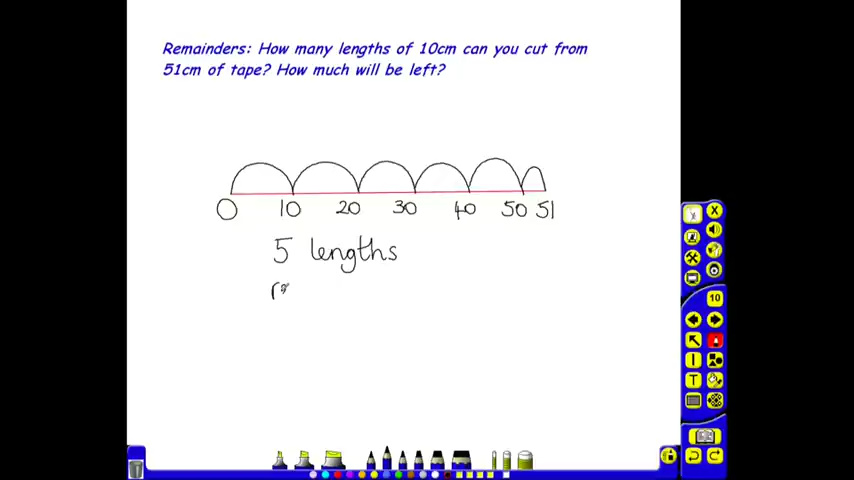 Remainders: How many lengths of 10cm can you cut from
51cm of tape? How much will be left?
0 10 20 30 40 50 51
5 lengths
r
10
T